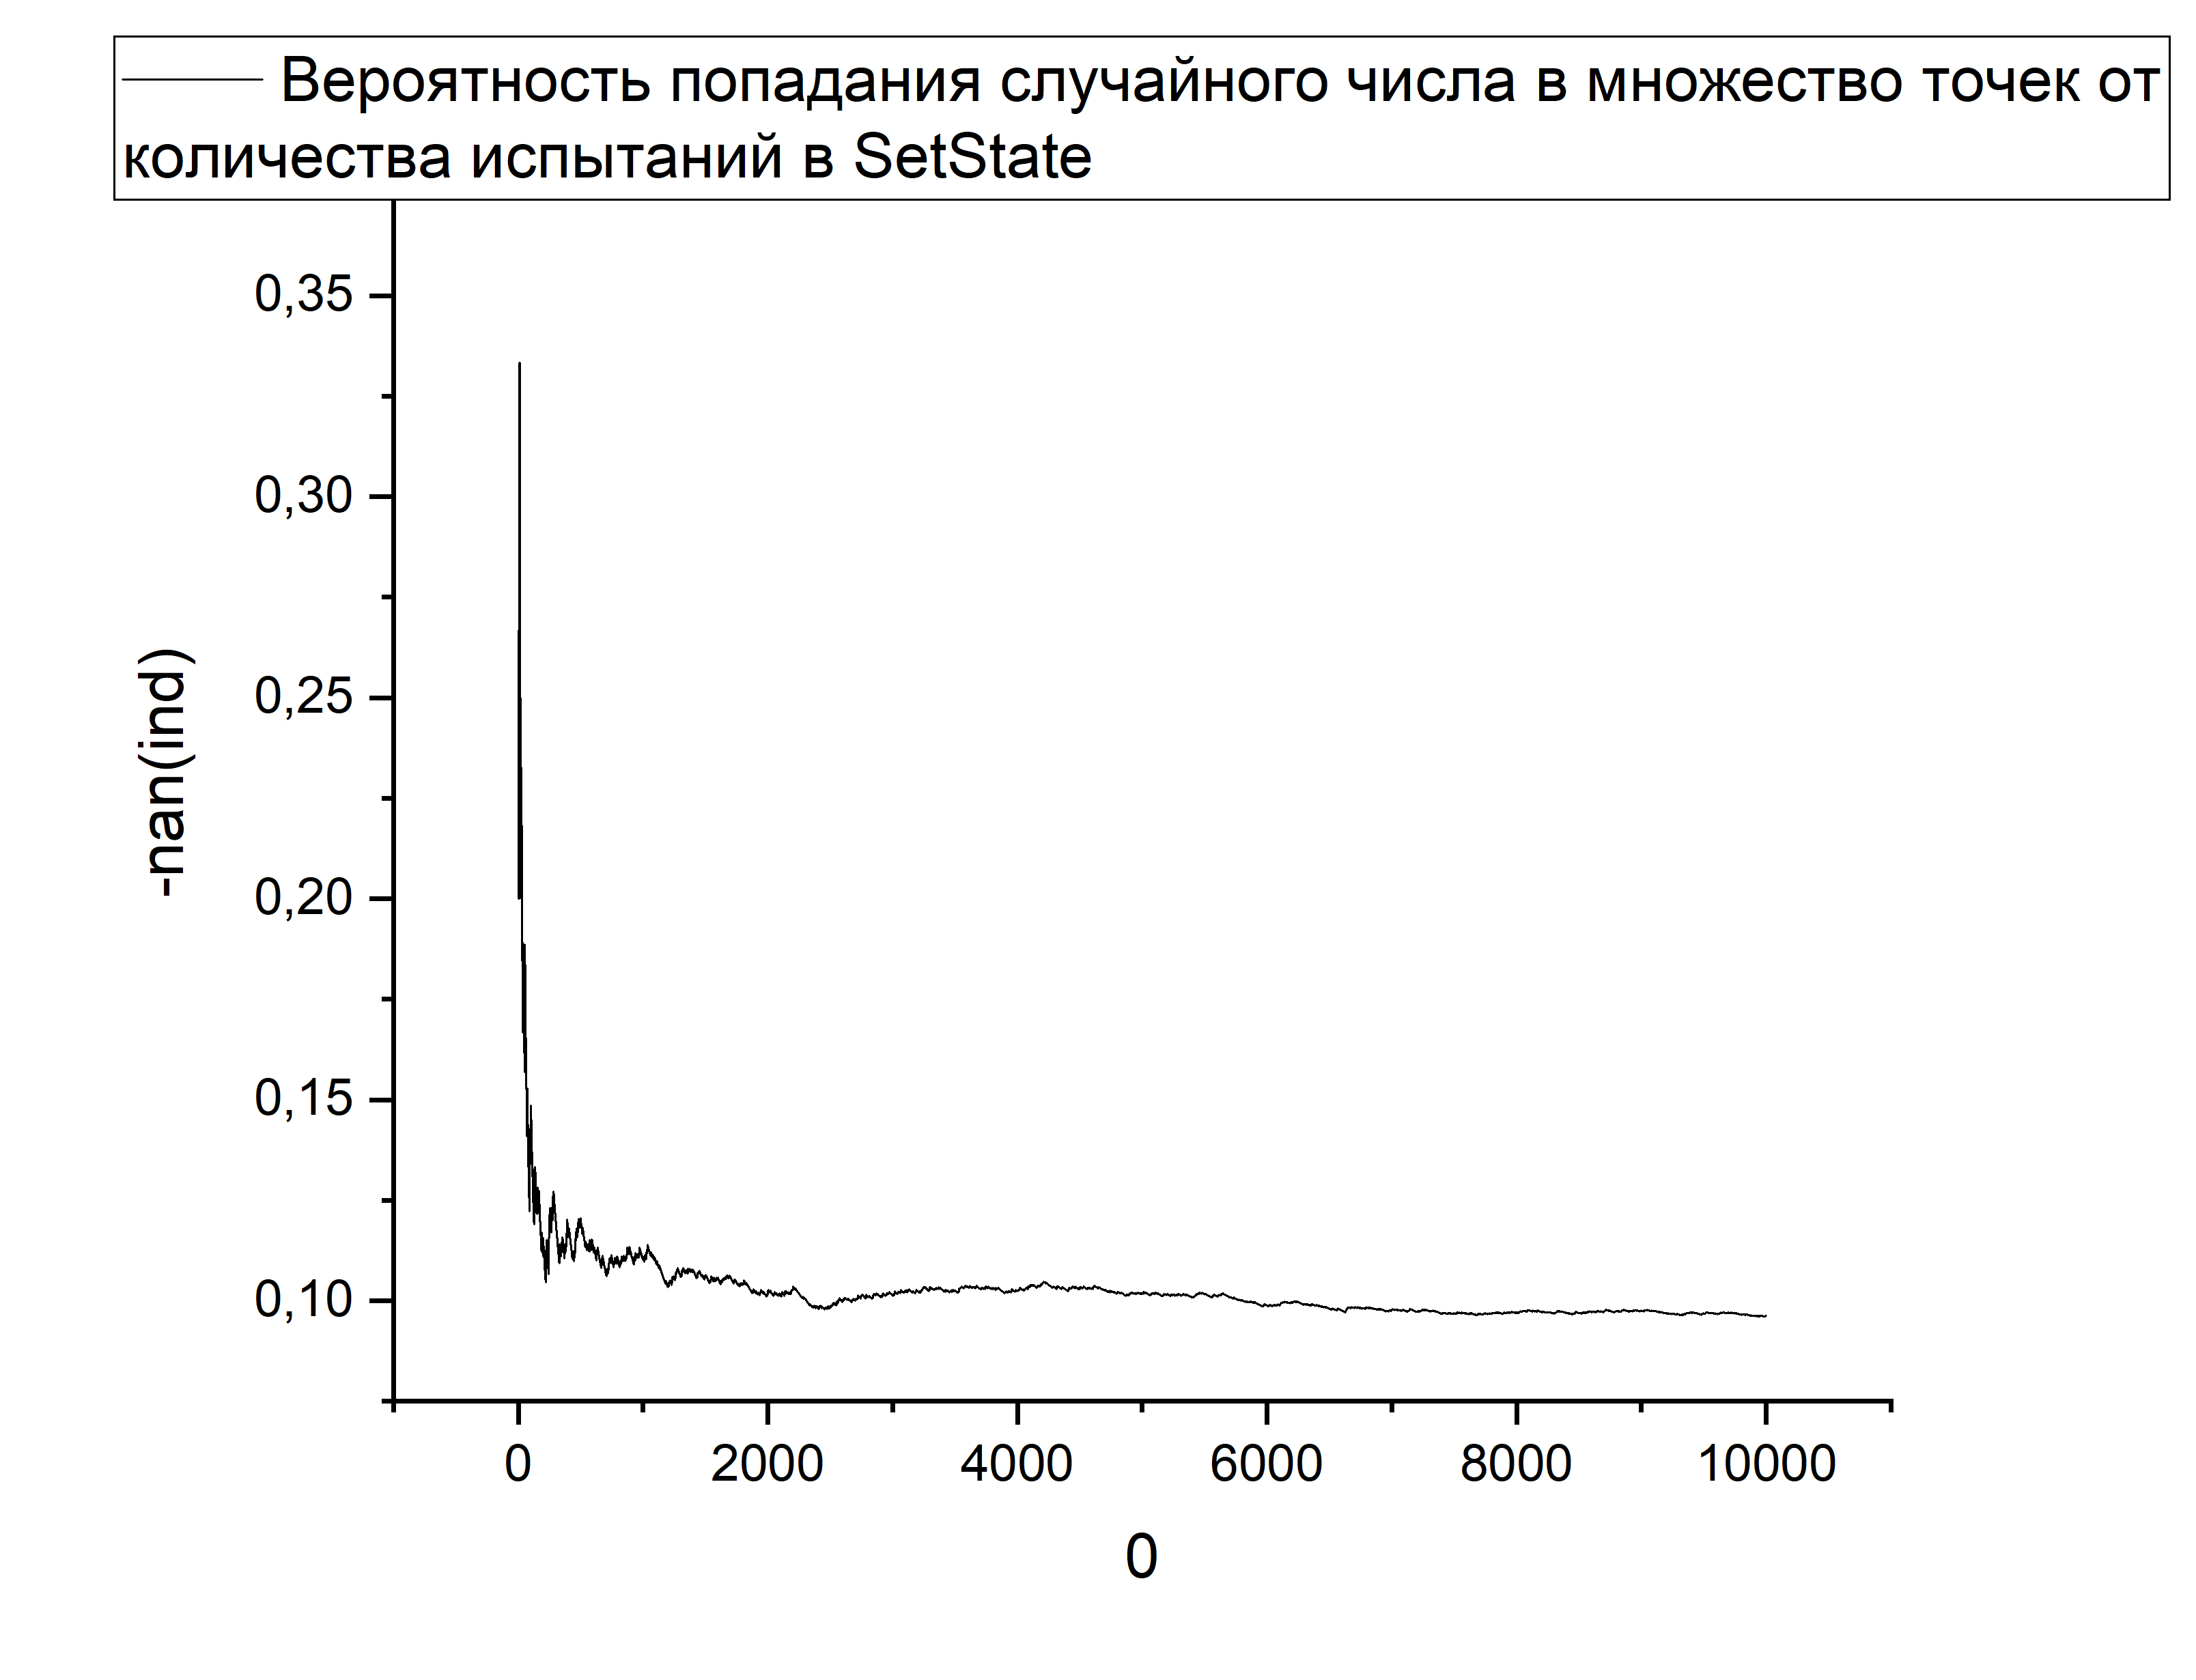 Вероятность попадания случайного числа в множество точек от
количества испытаний в SetState
0,35
0,30
0,25
0,20
0,15
0,10
-nan(ind)
0 2000 4000 6000 8000 10000
0